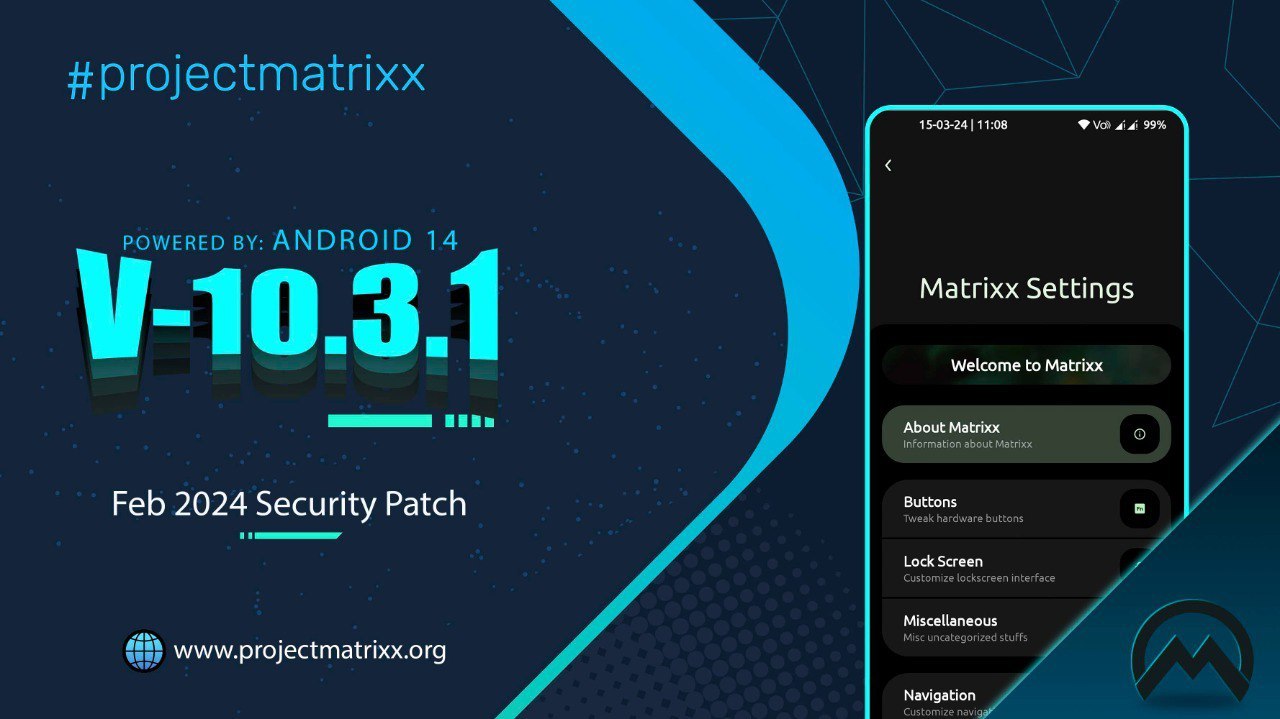 #projectmatrixx
POWERED BY: ANDROID 14
V-10.3.1
Feb 2024 Security Patch
www.projectmatrixx.org
15-03-24 | 11:08
99%
Matrixx Settings
Welcome to Matrixx
About Matrixx
Information about Matrixx
Buttons
Tweak hardware buttons
Lock Screen
Customize lockscreen interface
Miscellaneous
Misc uncategorized stuffs
Navigation
Customize